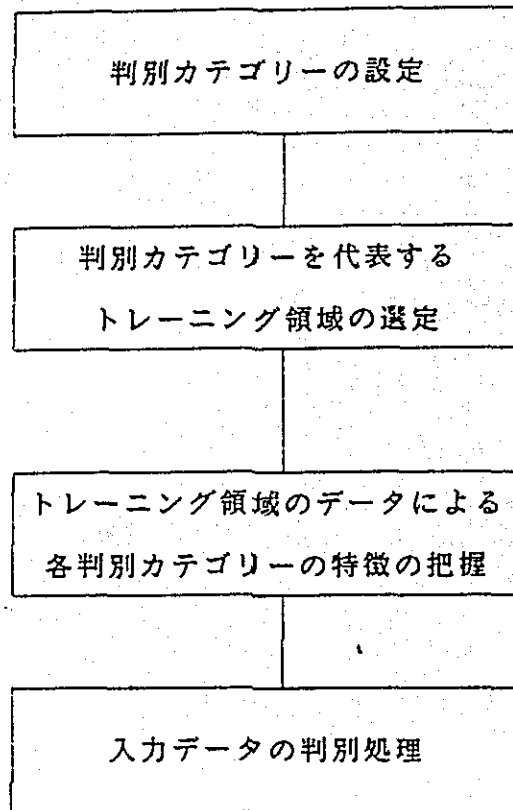 判別カテゴリーの設定
判別カテゴリーを代表する
トレーニング領域の選定
トレーニング領域のデータによる
各判別カテゴリーの特徴の把握
入力データの判別処理